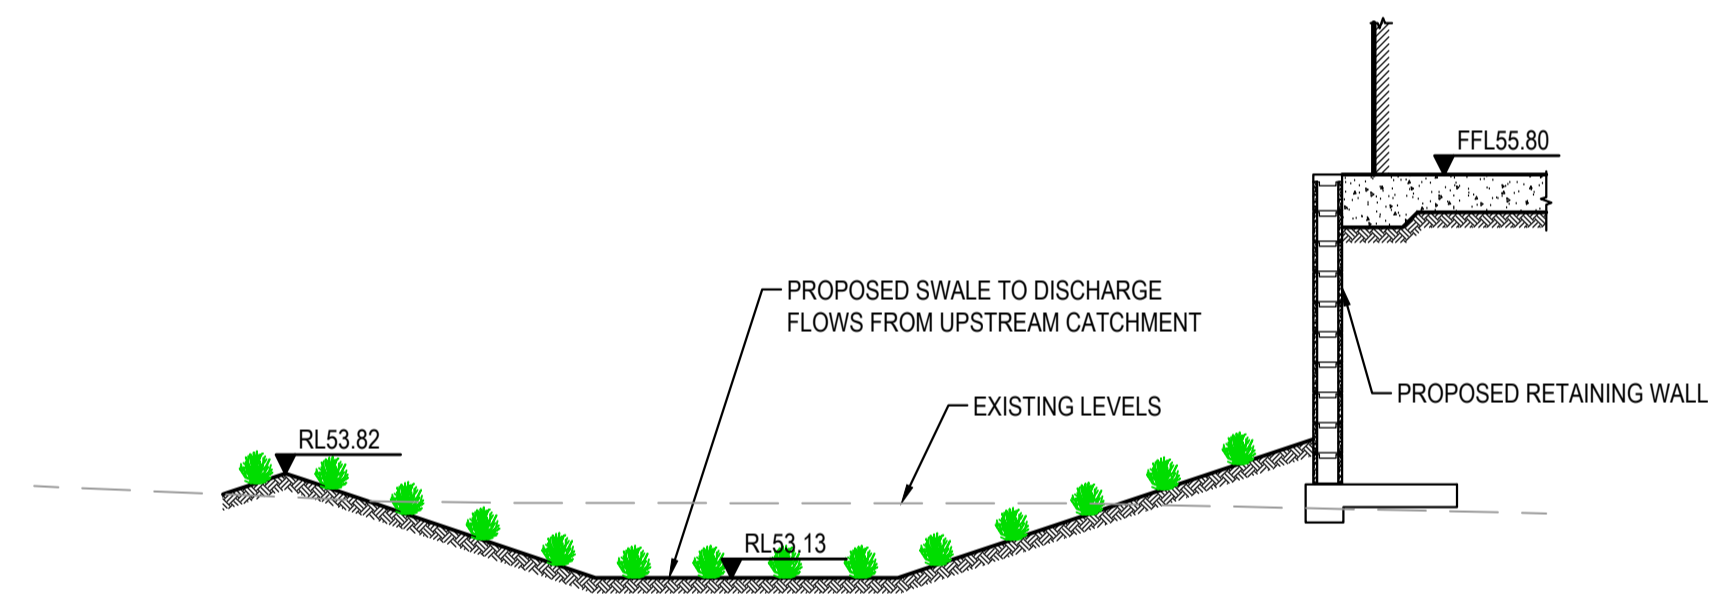 FFL55.80
PROPOSED SWALE TO DISCHARGE
FLOWS FROM UPSTREAM CATCHMENT
PROPOSED RETAINING WALL
EXISTING LEVELS
RL53.82
RL53.13